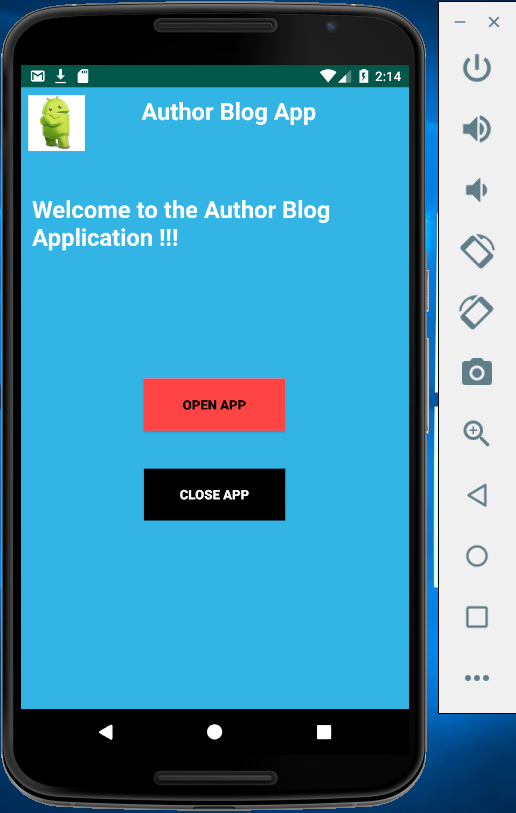 2:14
Author Blog App
Welcome to the Author Blog
Application !!!
OPEN APP
CLOSE APP